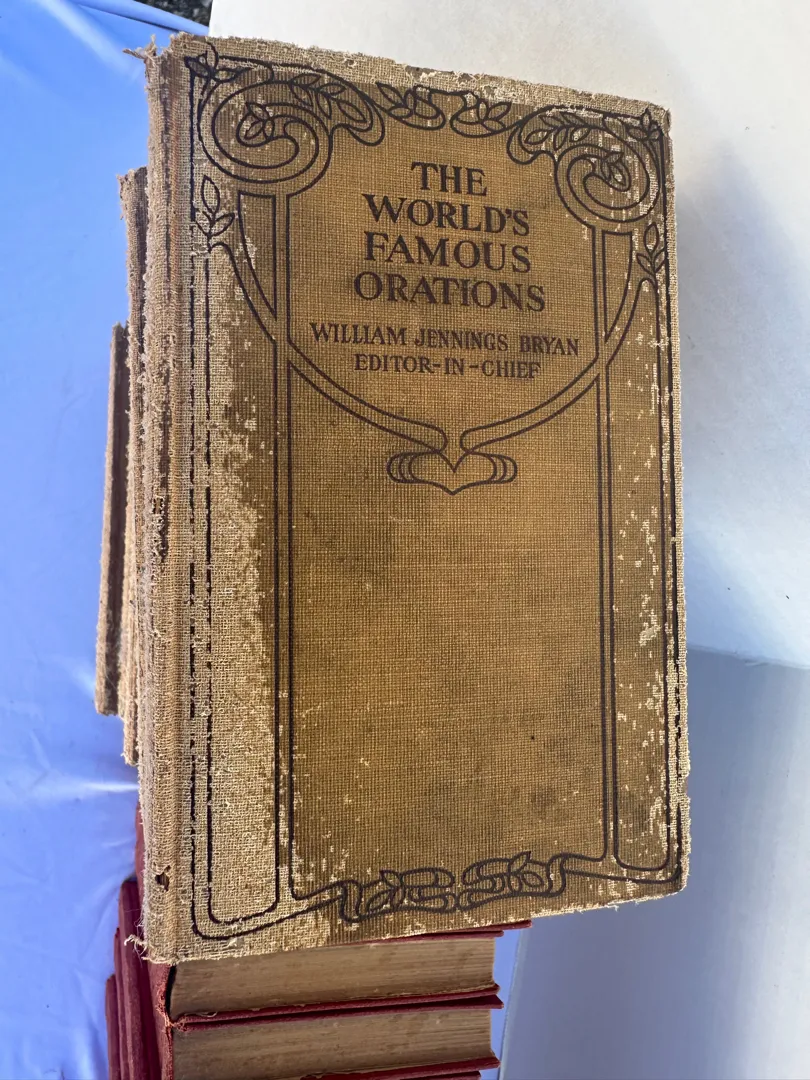 THE
WORLD'S
FAMOUS
ORATIONS
WILLIAM JENNINGS BRYAN
EDITOR-IN-CHIEF